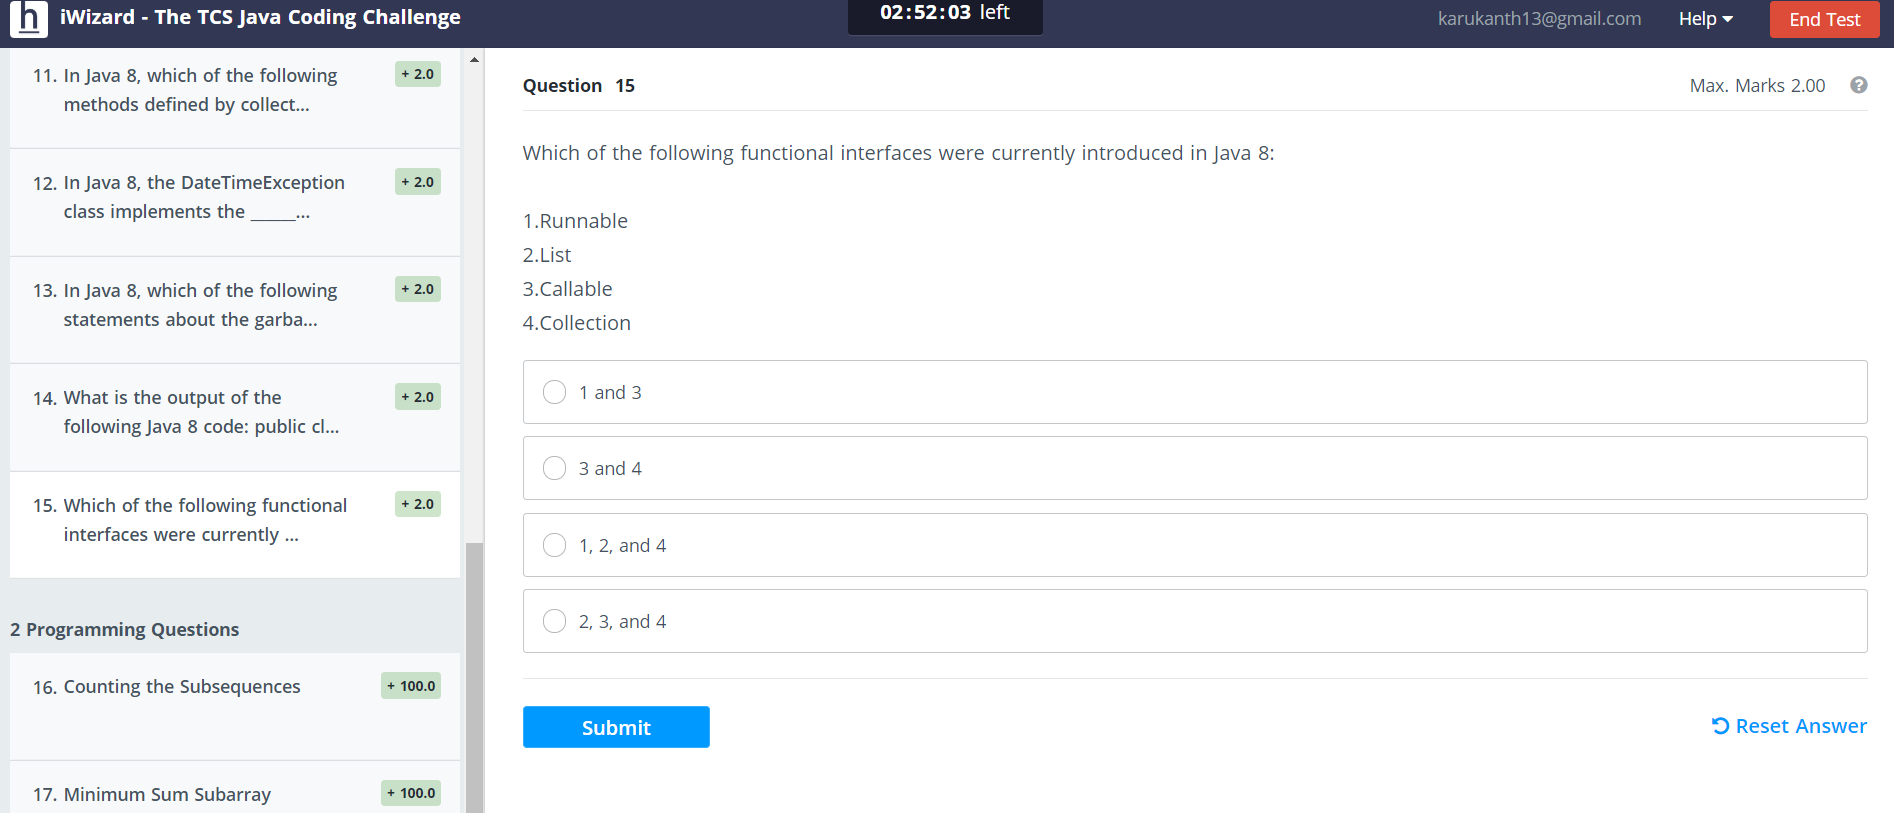 h iWizard - The TCS Java Coding Challenge
02:52:03 left
karukanth13@gmail.com
Help
End Test
11. In Java 8, which of the following + 2.0
methods defined by collect...
12. In Java 8, the DateTimeException + 2.0
class implements the ______...
13. In Java 8, which of the following + 2.0
statements about the garba...
14. What is the output of the + 2.0
following Java 8 code: public cl...
15. Which of the following functional + 2.0
interfaces were currently ...
2 Programming Questions
16. Counting the Subsequences + 100.0
17. Minimum Sum Subarray + 100.0
Question 15
Max. Marks 2.00 ?
Which of the following functional interfaces were currently introduced in Java 8:
1.Runnable
2.List
3.Callable
4.Collection
1 and 3
3 and 4
1, 2, and 4
2, 3, and 4
Submit
Reset Answer